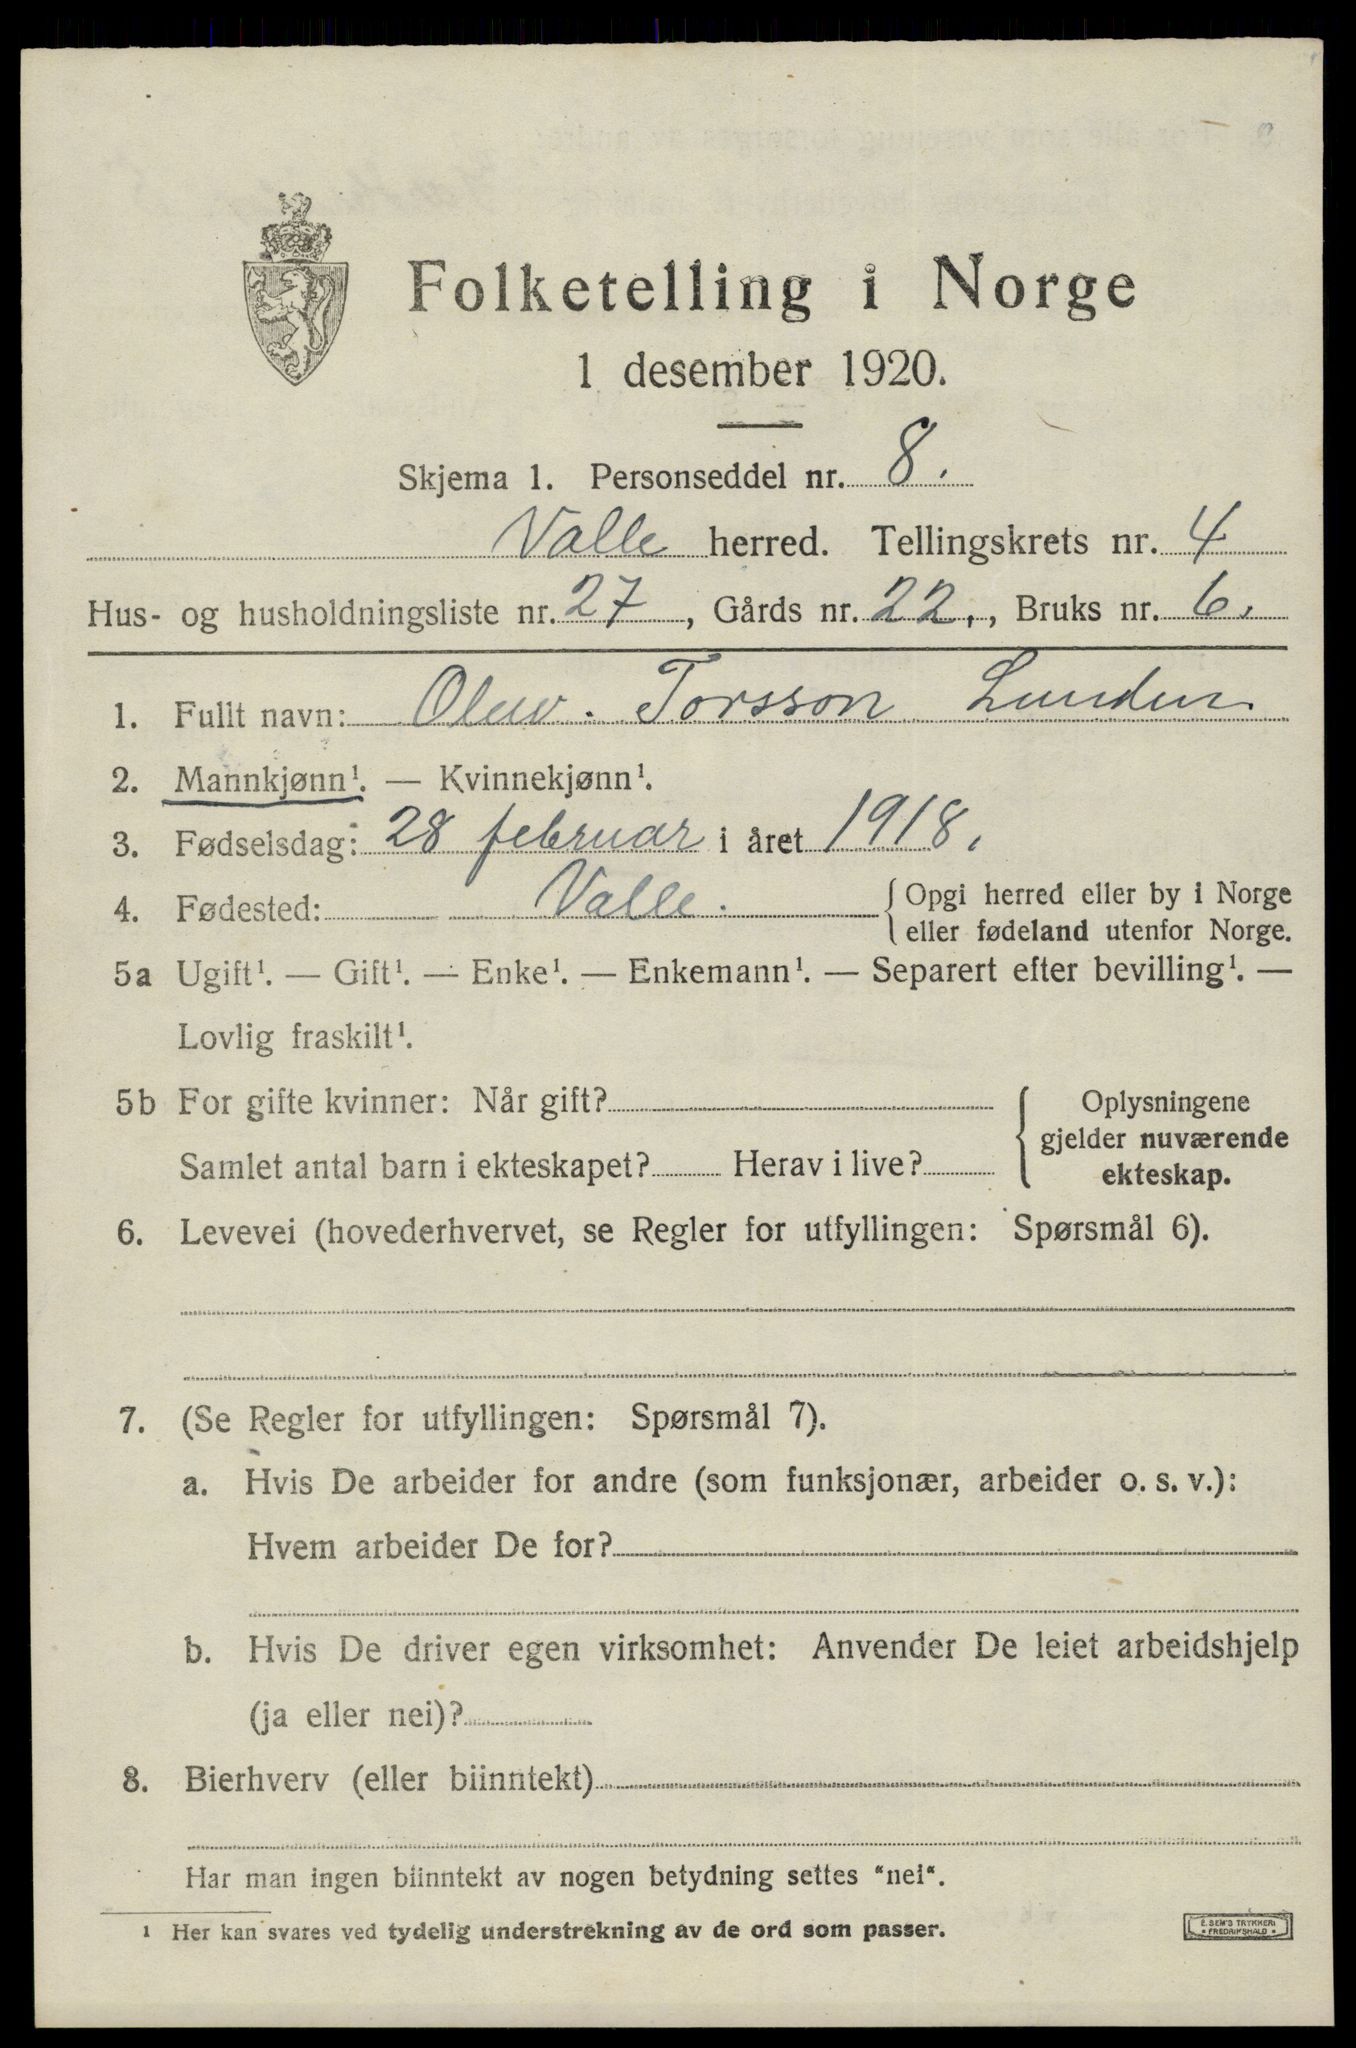 Folketelling i Norge
1 desember 1920.
Skjema 1. Personseddel nr. 8.
Valle herred. Tellingskrets nr. 4
Hus- og husholdningsliste nr. 27, Gårds nr. 22., Bruks nr. 6.
1. Fullt navn: Olav. Torsson Lunden
2. Mannkjønn¹. — Kvinnekjønn¹.
3. Fødselsdag: 28 februar i året 1918.
4. Fødested: Valle. { Opgi herred eller by i Norge
eller fødeland utenfor Norge.
5a Ugift¹. — Gift¹. — Enke¹. — Enkemann¹. — Separert efter bevilling¹. —
Lovlig fraskilt¹.
5b For gifte kvinner: Når gift? { Oplysningene
gjelder nuværende
Samlet antal barn i ekteskapet? Herav i live? ekteskap.
6. Levevei (hovederhvervet, se Regler for utfyllingen: Spørsmål 6).
7. (Se Regler for utfyllingen: Spørsmål 7).
a. Hvis De arbeider for andre (som funksjonær, arbeider o. s. v.):
Hvem arbeider De for?
b. Hvis De driver egen virksomhet: Anvender De leiet arbeidshjelp
(ja eller nei)?
8. Bierhverv (eller biinntekt)
Har man ingen biinntekt av nogen betydning settes "nei".
¹ Her kan svares ved tydelig understrekning av de ord som passer.
E. SEM'S TRYKKERI
• FREDRIKSHALD •